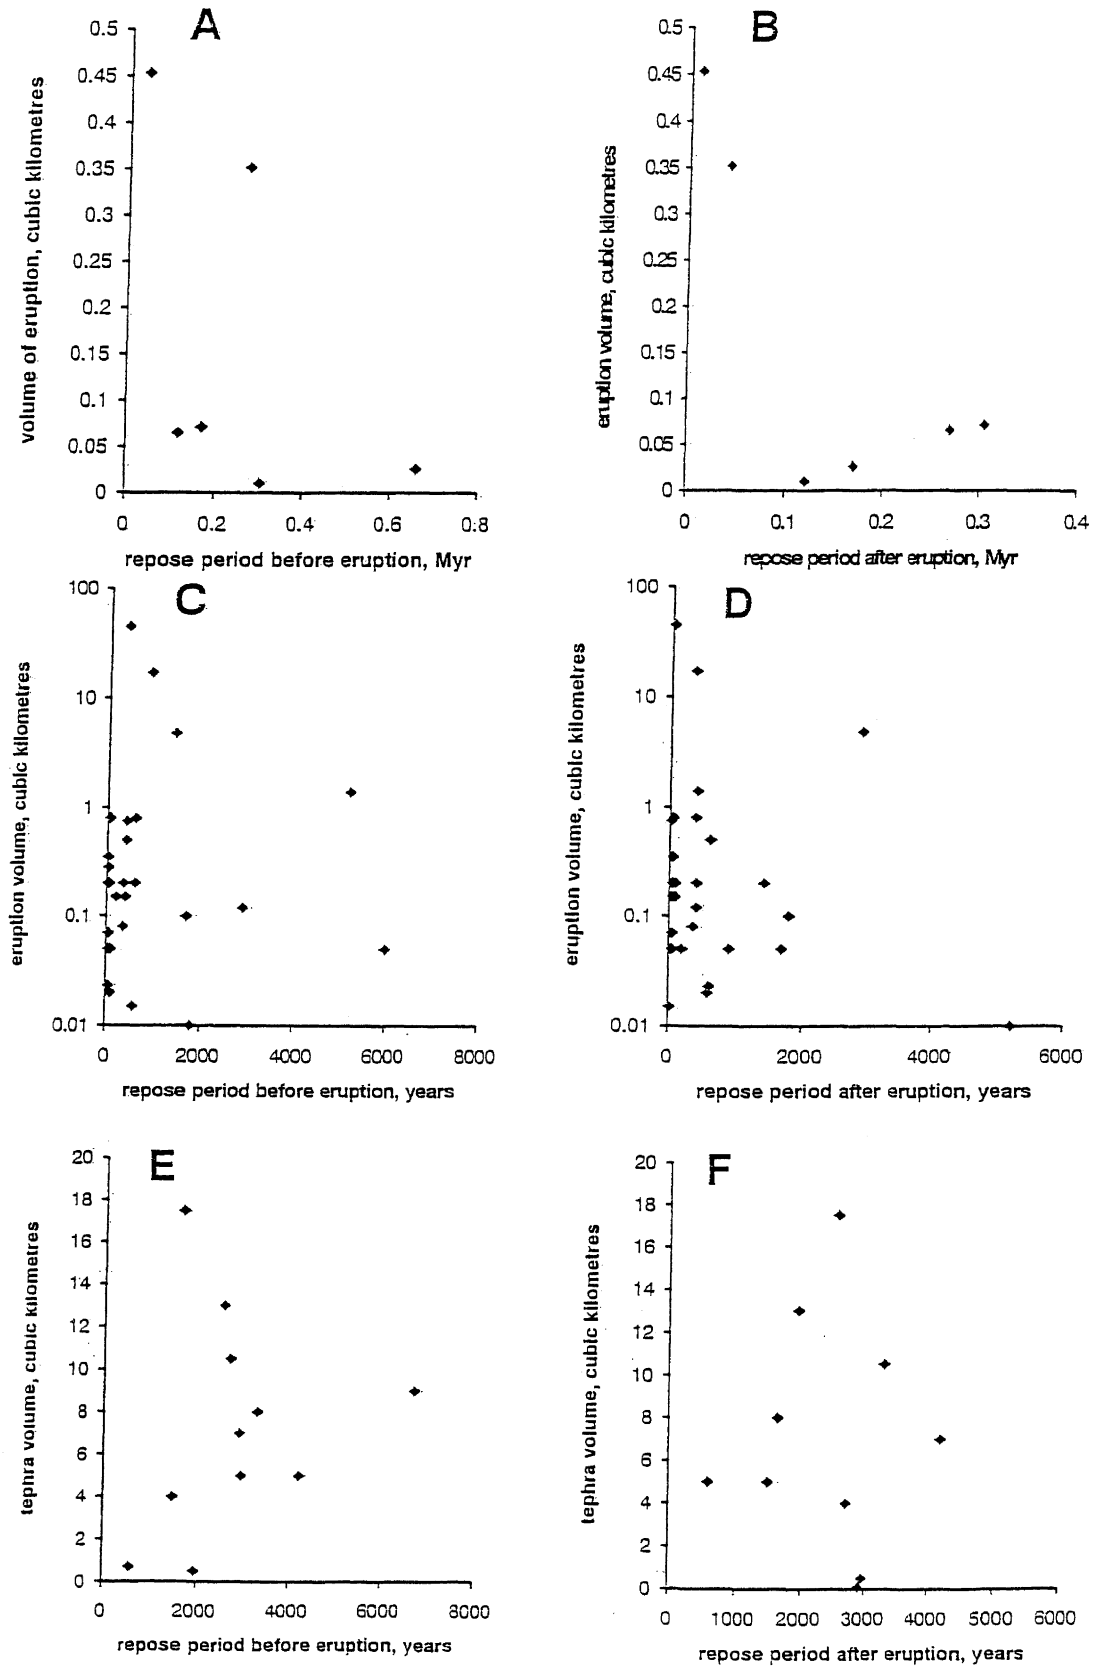 A
0.5
0.45
0.4
0.35
0.3
0.25
0.2
0.15
0.1
0.05
0
volume of eruption, cubic kilometres
0 0.2 0.4 0.6 0.8
repose period before eruption, Myr
B
0.5
0.45
0.4
0.35
0.3
0.25
0.2
0.15
0.1
0.05
0
eruption volume, cubic kilometres
0 0.1 0.2 0.3 0.4
repose period after eruption, Myr
C
100
10
1
0.1
0.01
eruption volume, cubic kilometres
0 2000 4000 6000 8000
repose period before eruption, years
D
100
10
1
0.1
0.01
eruption volume, cubic kilometres
0 2000 4000 6000
repose period after eruption, years
E
20
18
16
14
12
10
8
6
4
2
0
tephra volume, cubic kilometres
0 2000 4000 6000 8000
repose period before eruption, years
F
20
18
16
14
12
10
8
6
4
2
0
tephra volume, cubic kilometres
0 1000 2000 3000 4000 5000 6000
repose period after eruption, years